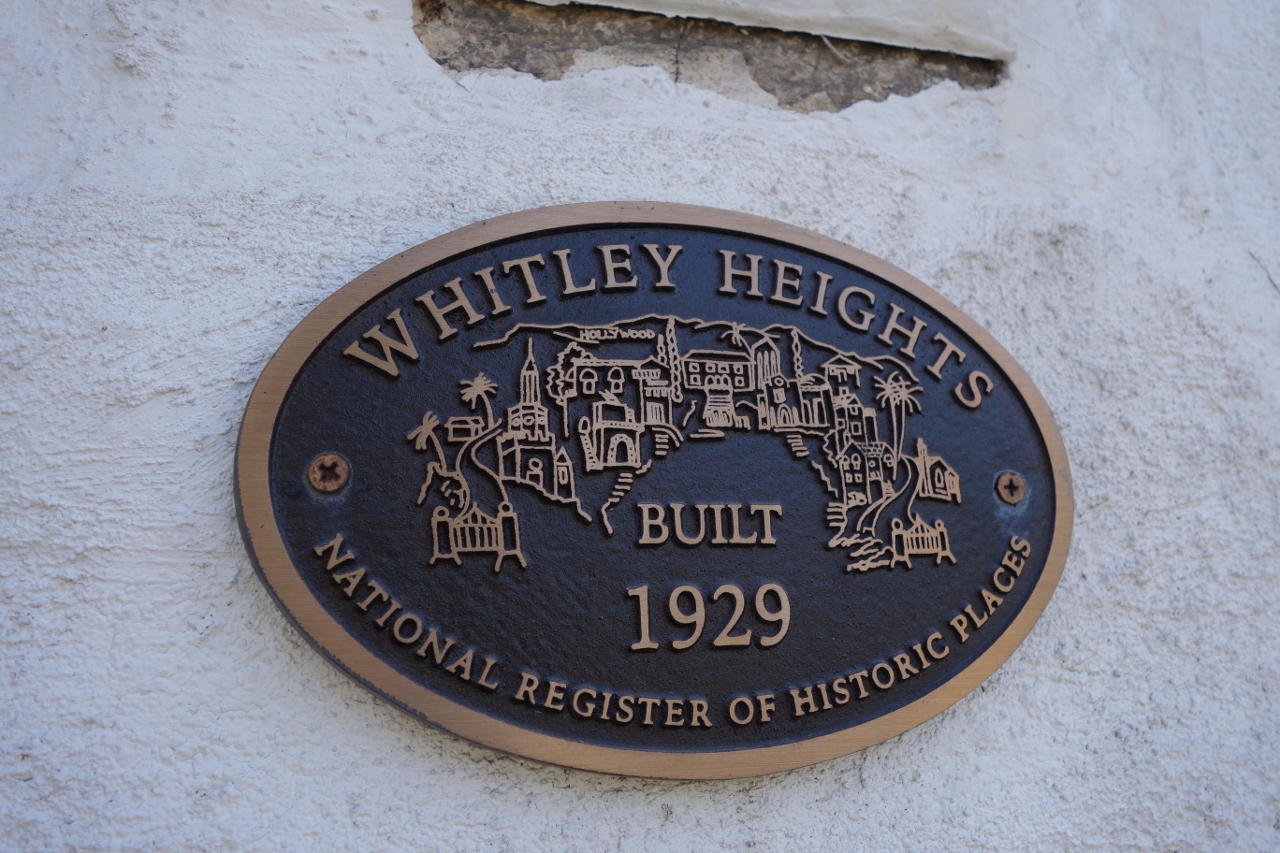 WHITLEY HEIGHTS
HOLLYWOOD
BUILT
1929
NATIONAL REGISTER OF HISTORIC PLACES